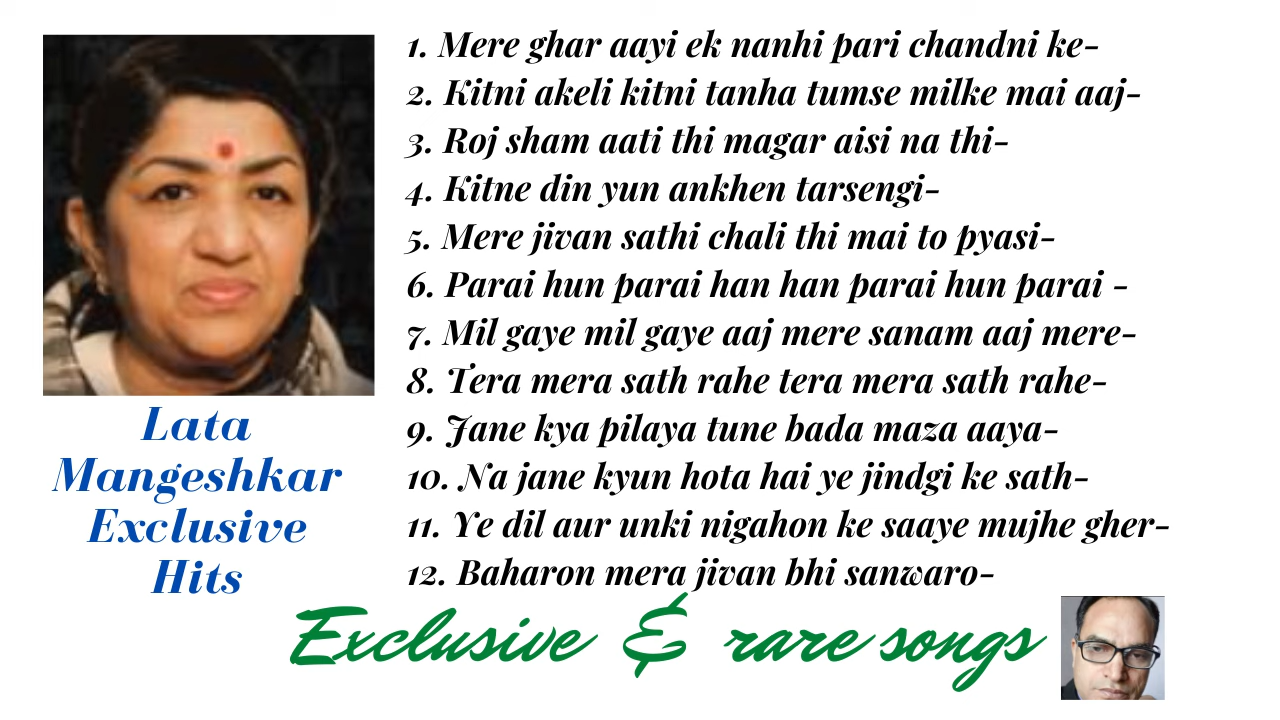 1. Mere ghar aayi ek nanhi pari chandni ke-
2. Kitni akeli kitni tanha tumse milke mai aaj-
3. Roj sham aati thi magar aisi na thi-
4. Kitne din yun ankhen tarsengi-
5. Mere jivan sathi chali thi mai to pyasi-
6. Parai hun parai han han parai hun parai -
7. Mil gaye mil gaye aaj mere sanam aaj mere-
8. Tera mera sath rahe tera mera sath rahe-
9. Jane kya pilaya tune bada maza aaya-
10. Na jane kyun hota hai ye jindgi ke sath-
11. Ye dil aur unki nigahon ke saaye mujhe gher-
12. Baharon mera jivan bhi sanwaro-
Lata
Mangeshkar
Exclusive
Hits
Exclusive & rare songs